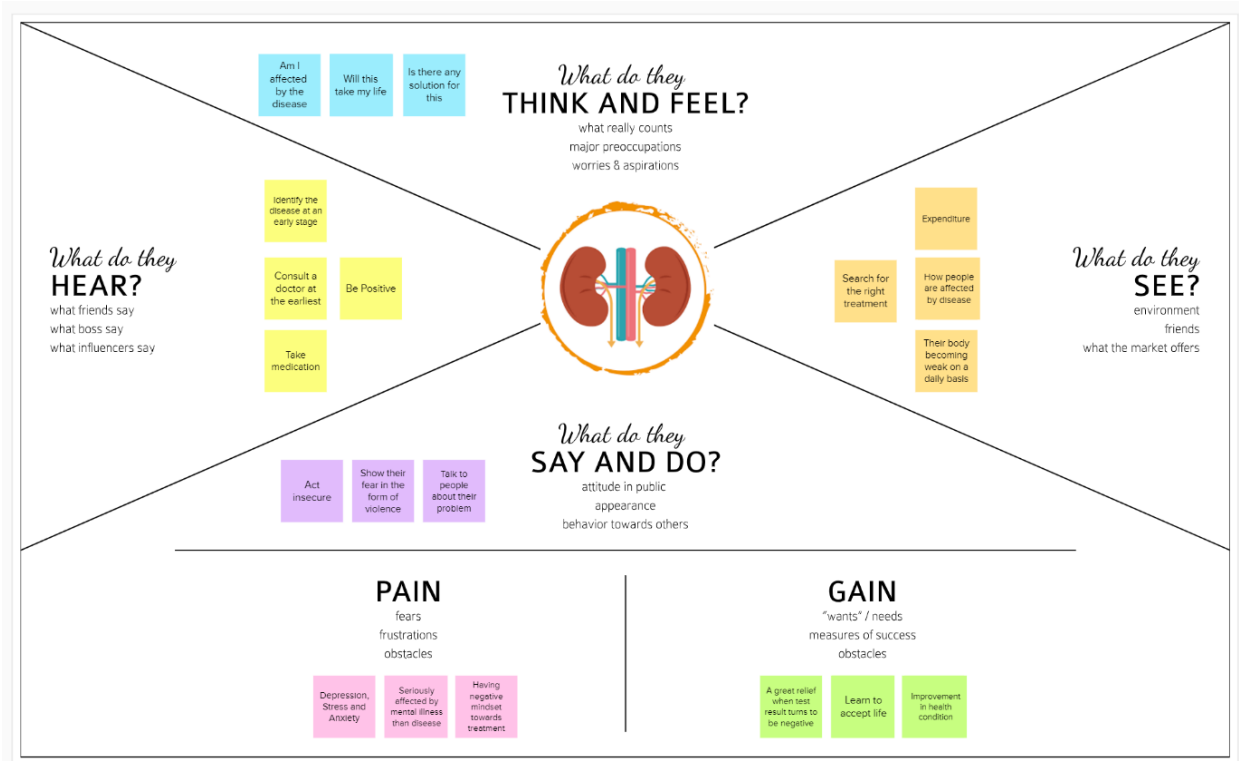 Am I
affected
by the
disease
Will this
take my life
Is there any
solution for
this
What do they
THINK AND FEEL?
what really counts
major preoccupations
worries & aspirations
What do they
HEAR?
what friends say
what boss say
what influencers say
Identify the
disease at an
early stage
Consult a
doctor at
the earliest
Be Positive
Take
medication
Expenditure
Search for
the right
treatment
How people
are affected
by disease
Their body
becoming
weak on a
daily basis
What do they
SEE?
environment
friends
what the market offers
What do they
SAY AND DO?
attitude in public
appearance
behavior towards others
Act
insecure
Show their
fear in the
form of
violence
Talk to
people
about their
problem
PAIN
fears
frustrations
obstacles
Depression,
Stress and
Anxiety
Seriously
affected by
mental illness
than disease
Having
negative
mindset
towards
treatment
GAIN
"wants" / needs
measures of success
obstacles
A great relief
when test
result turns to
be negative
Learn to
accept life
Improvement
in health
condition